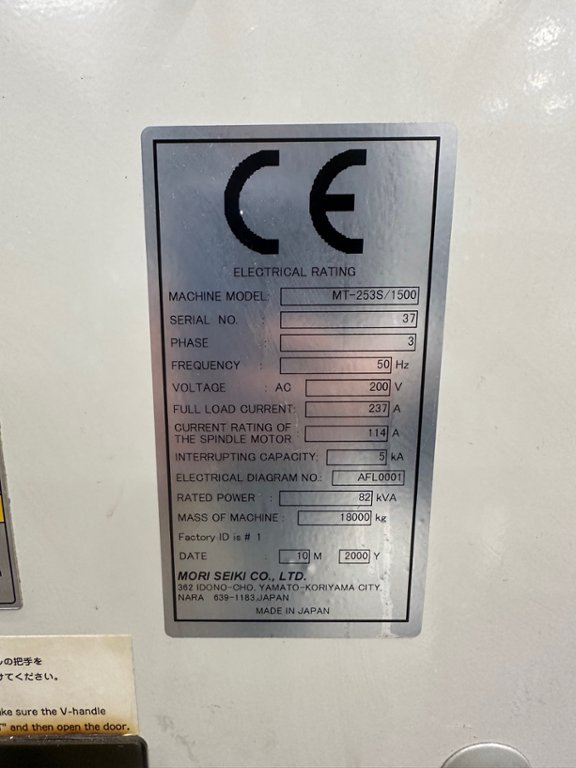 CE
ELECTRICAL RATING
MACHINE MODEL: MT-253S/1500
SERIAL NO. : 37
PHASE : 3
FREQUENCY : 50 Hz
VOLTAGE : AC 200 V
FULL LOAD CURRENT: 237 A
CURRENT RATING OF
THE SPINDLE MOTOR : 114 A
INTERRUPTING CAPACITY: 5 kA
ELECTRICAL DIAGRAM NO.: AFL0001
RATED POWER : 82 kVA
MASS OF MACHINE : 18000 kg
Factory ID is # 1
DATE : 10 M 2000 Y
MORI SEIKI CO., LTD.
362 IDONO-CHO, YAMATO-KORIYAMA CITY,
NARA 639-1183,JAPAN
MADE IN JAPAN
の把手を
けてください。
ke sure the V-handle
and then open the door.